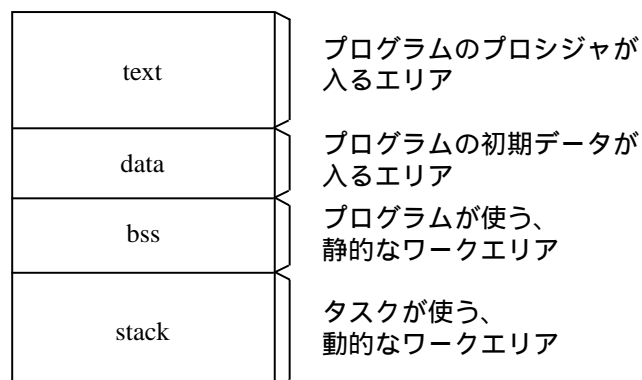 text
プログラムのプロシジャが
入るエリア
data
プログラムの初期データが
入るエリア
bss
プログラムが使う、
静的なワークエリア
stack
タスクが使う、
動的なワークエリア